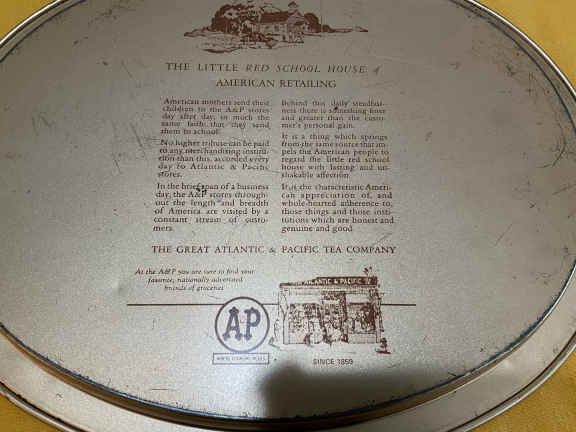 THE LITTLE RED SCHOOL HOUSE of
AMERICAN RETAILING
American mothers send their
children to the A&P stores
day after day, in much the
same faith that they send
them to school.
No higher tribute can be paid
to any merchandising institu-
tion than this, accorded every
day to Atlantic & Pacific
stores.
In the brief span of a business
day, the A&P stores through-
out the length and breadth
of America are visited by a
constant stream of custo-
mers.
Behind this daily steadfast-
ness there is something finer
and greater than the custo-
mer's personal gain.
It is a thing which springs
from the same source that im-
pels the American people to
regard the little red school
house with lasting and un-
shakable affection.
It is the characteristic Ameri-
can appreciation of, and
whole-hearted adherence to,
those things and those insti-
tutions which are honest and
genuine and good.
THE GREAT ATLANTIC & PACIFIC TEA COMPANY
At the A&P you are sure to find your
favorite, nationally advertised
brands of groceries
ATLANTIC & PACIFIC
A&P
SINCE 1859